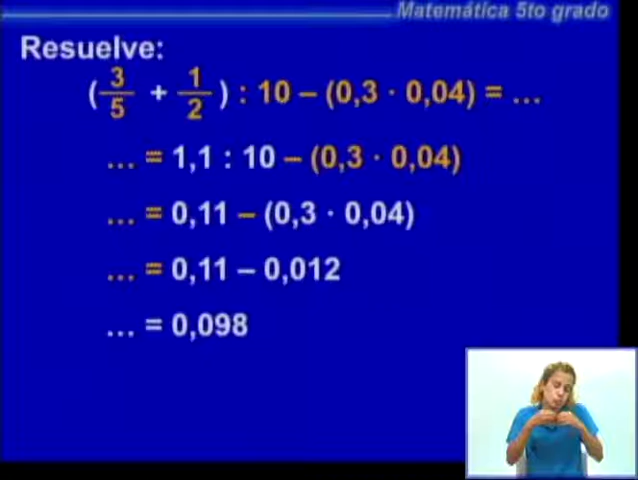 Matemática 5to grado
Resuelve:
(3/5 + 1/2) : 10 – (0,3 · 0,04) = ...
... = 1,1 : 10 – (0,3 · 0,04)
... = 0,11 – (0,3 · 0,04)
... = 0,11 – 0,012
... = 0,098